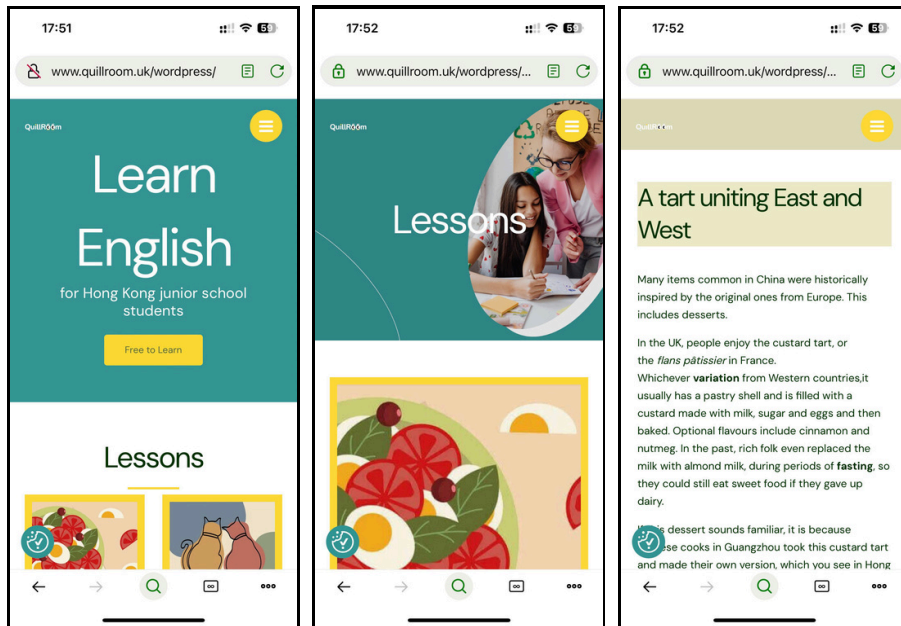 17:51
59
www.quillroom.uk/wordpress/
QuillRóóm
Learn
English
for Hong Kong junior school
students
Free to Learn
Lessons
17:52
59
www.quillroom.uk/wordpress/...
QuillRóóm
Lessons
17:52
59
www.quillroom.uk/wordpress/...
A tart uniting East and
West
Many items common in China were historically
inspired by the original ones from Europe. This
includes desserts.
In the UK, people enjoy the custard tart, or
the flans pâtissier in France.
Whichever variation from Western countries,it
usually has a pastry shell and is filled with a
custard made with milk, sugar and eggs and then
baked. Optional flavours include cinnamon and
nutmeg. In the past, rich folk even replaced the
milk with almond milk, during periods of fasting, so
they could still eat sweet food if they gave up
dairy.
dessert sounds familiar, it is because
cooks in Guangzhou took this custard tart
and made their own version, which you see in Hong